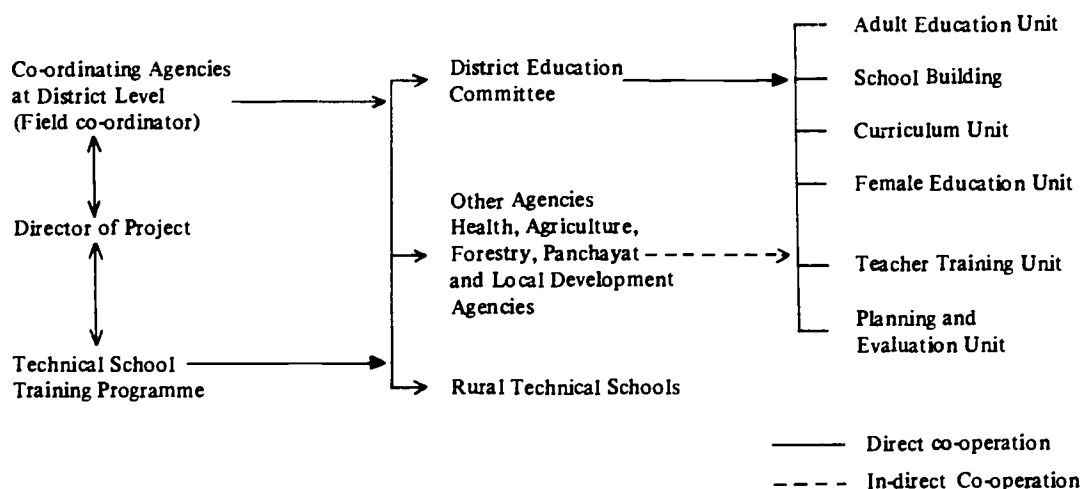 Co-ordinating Agencies
at District Level
(Field co-ordinator)
Director of Project
Technical School
Training Programme
District Education
Committee
Other Agencies
Health, Agriculture,
Forestry, Panchayat
and Local Development
Agencies
Rural Technical Schools
Adult Education Unit
School Building
Curriculum Unit
Female Education Unit
Teacher Training Unit
Planning and
Evaluation Unit
Direct co-operation
In-direct Co-operation